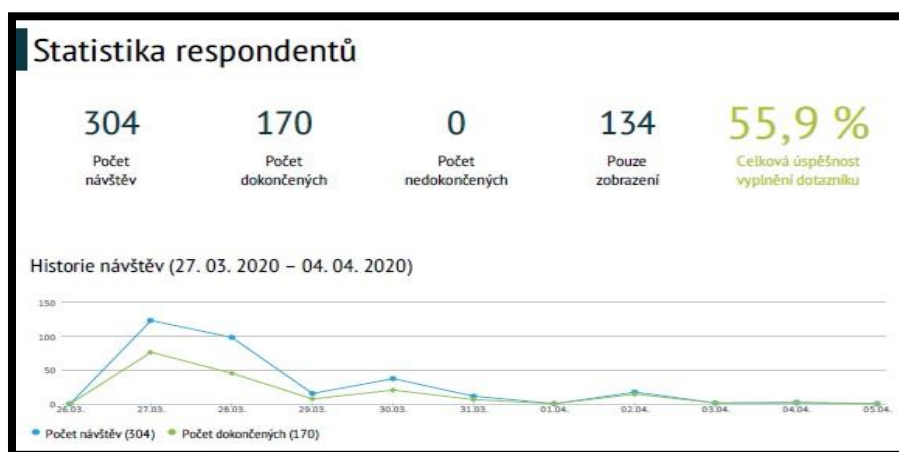 Statistika respondentů
304 170 0 134 55,9 %
Počet Počet Počet Pouze Celková úspěšnost
návštěv dokončených nedokončených zobrazení vyplnění dotazníku
Historie návštěv (27. 03. 2020 – 04. 04. 2020)
150
100
50
0
26.03. 27.03. 28.03. 29.03. 30.03. 31.03. 01.04. 02.04. 03.04. 04.04. 05.04.
Počet návštěv (304) Počet dokončených (170)